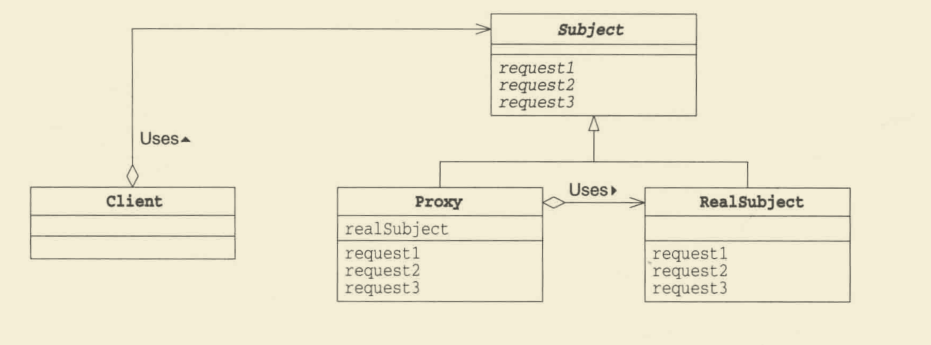 Subject
request1
request2
request3
Uses▲
Client
Proxy
realSubject
request1
request2
request3
Uses▶
RealSubject
request1
request2
request3